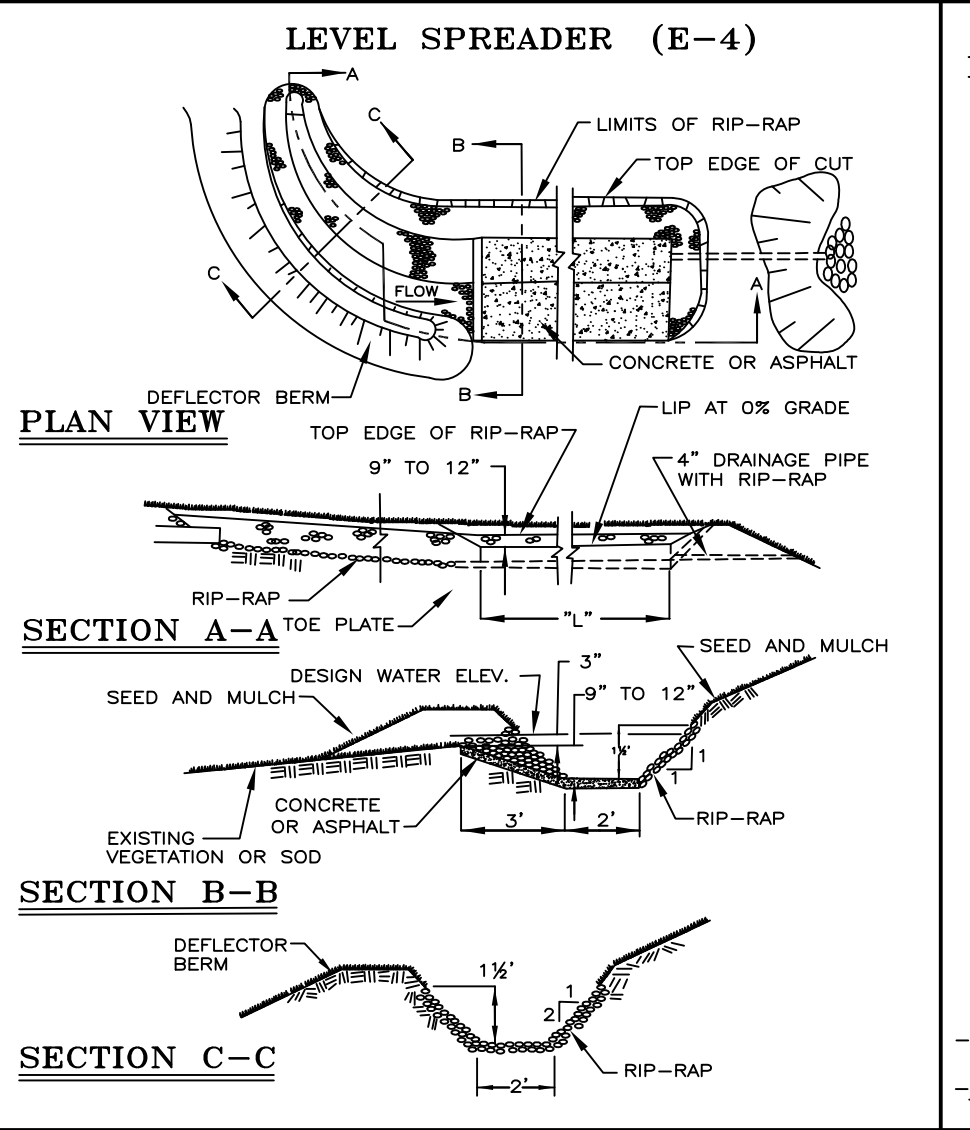 LEVEL SPREADER (E-4)
A
C
LIMITS OF RIP-RAP
B
TOP EDGE OF CUT
C
A
FLOW
CONCRETE OR ASPHALT
DEFLECTOR BERM
B
PLAN VIEW
LIP AT 0% GRADE
TOP EDGE OF RIP-RAP
9" TO 12"
4" DRAINAGE PIPE
WITH RIP-RAP
RIP-RAP
"L"
TOE PLATE
SECTION A-A
SEED AND MULCH
3"
DESIGN WATER ELEV.
9" TO 12"
SEED AND MULCH
1½'
1
1
CONCRETE
OR ASPHALT
3'
2'
RIP-RAP
EXISTING
VEGETATION OR SOD
SECTION B-B
DEFLECTOR
BERM
1½'
1
2
RIP-RAP
SECTION C-C
2'